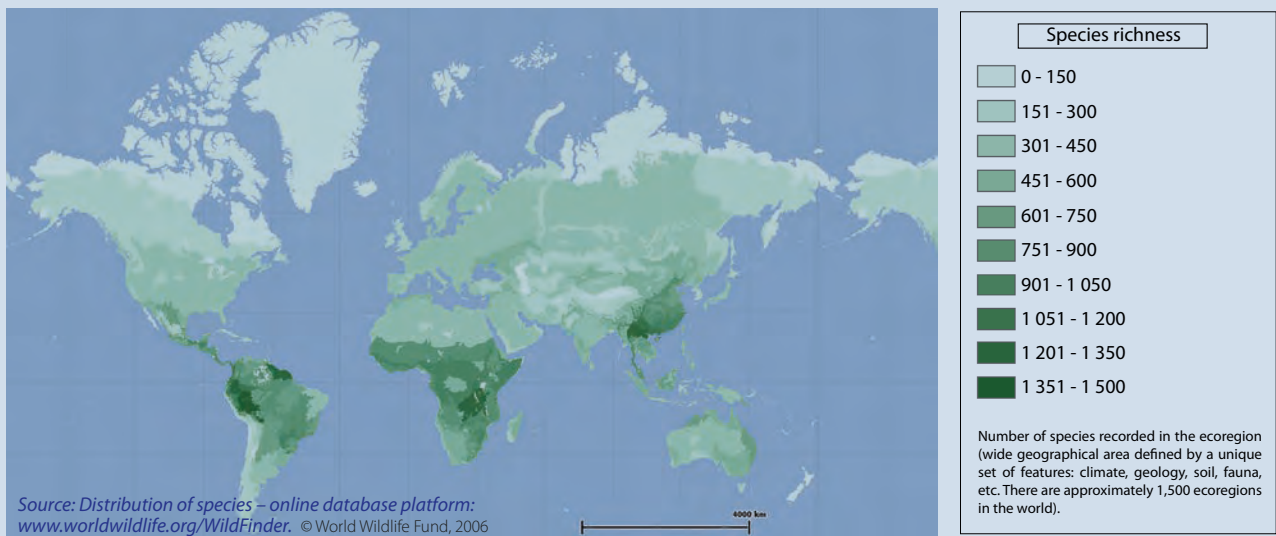 4000 km
Source: Distribution of species – online database platform:
www.worldwildlife.org/WildFinder. © World Wildlife Fund, 2006
Species richness
0 - 150
151 - 300
301 - 450
451 - 600
601 - 750
751 - 900
901 - 1 050
1 051 - 1 200
1 201 - 1 350
1 351 - 1 500
Number of species recorded in the ecoregion
(wide geographical area defined by a unique
set of features: climate, geology, soil, fauna,
etc. There are approximately 1,500 ecoregions
in the world).